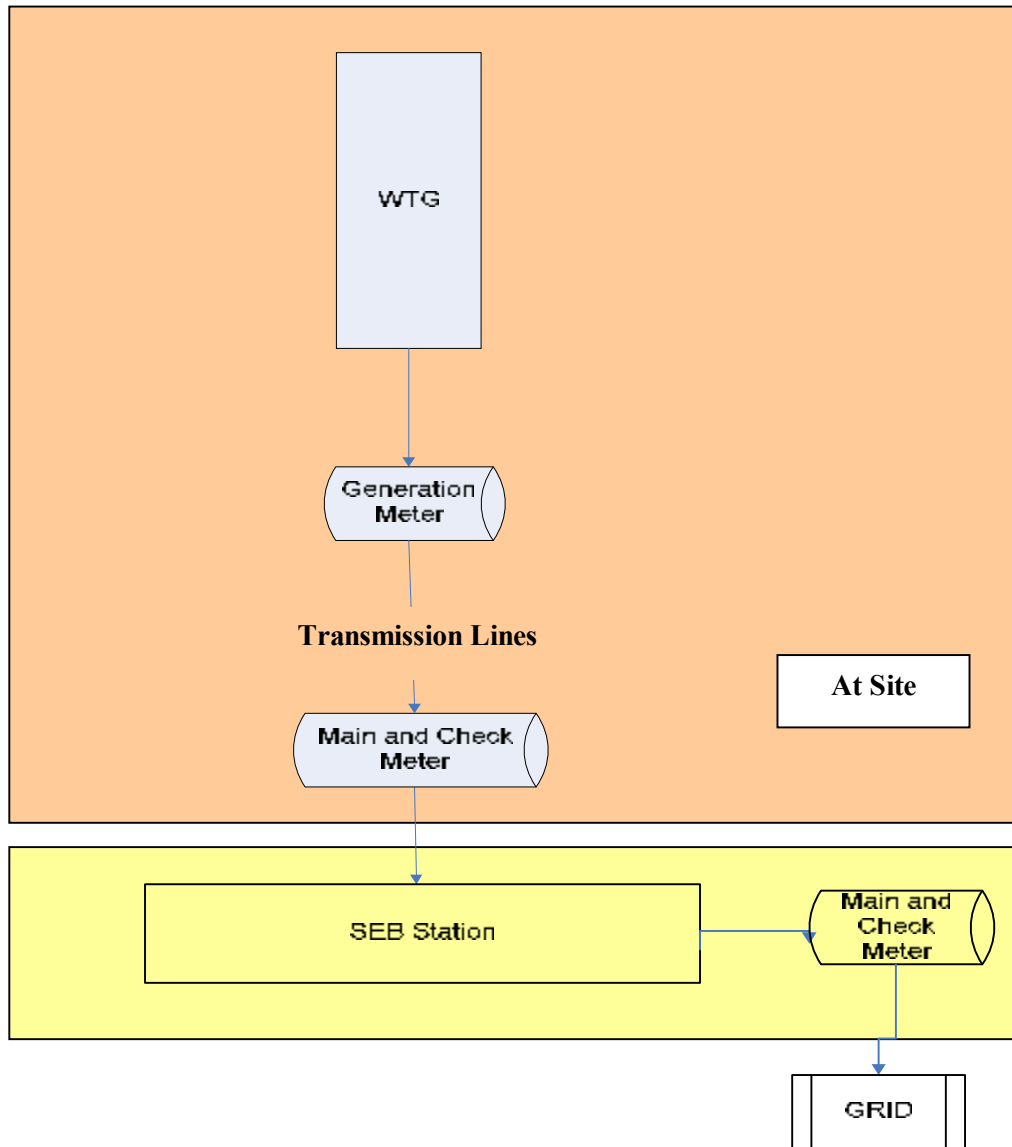 WTG
Generation
Meter
Transmission Lines
At Site
Main and Check
Meter
SEB Station
Main and
Check
Meter
GRID